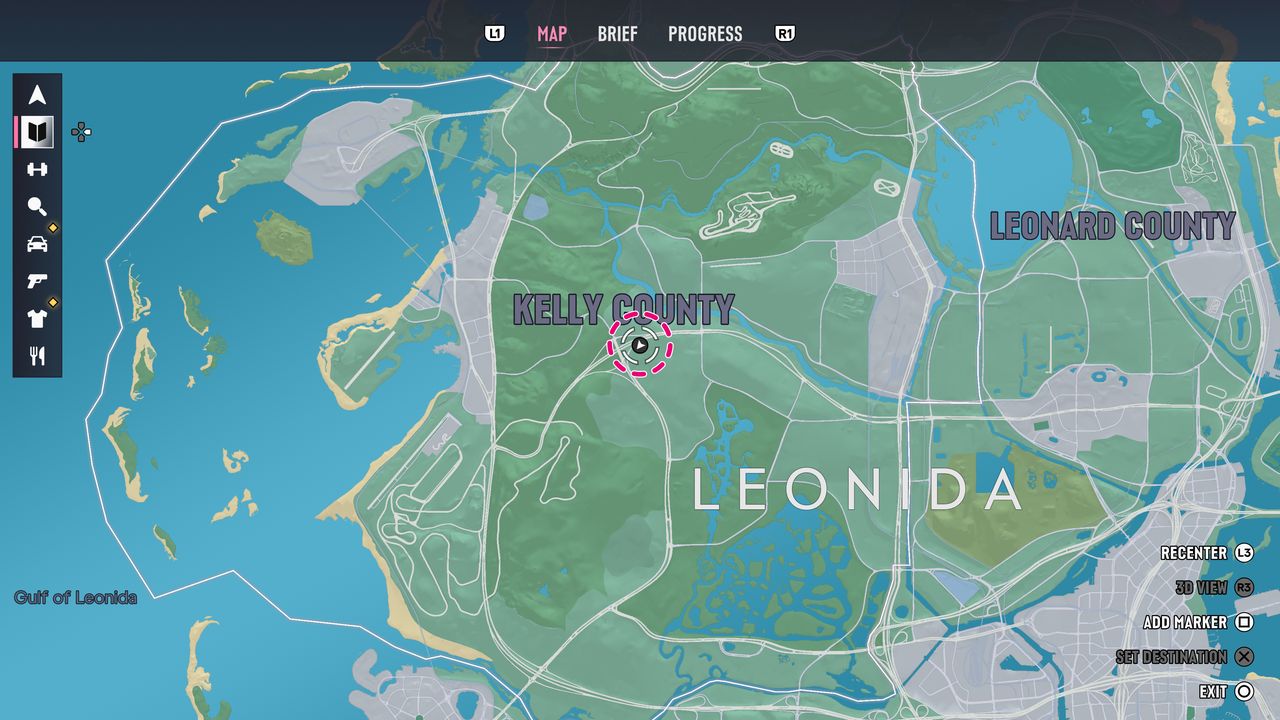 L1 MAP BRIEF PROGRESS R1
LEONARD COUNTY
KELLY COUNTY
LEONIDA
RECENTER L3
3D VIEW R3
Gulf of Leonida
ADD MARKER
SET DESTINATION
EXIT